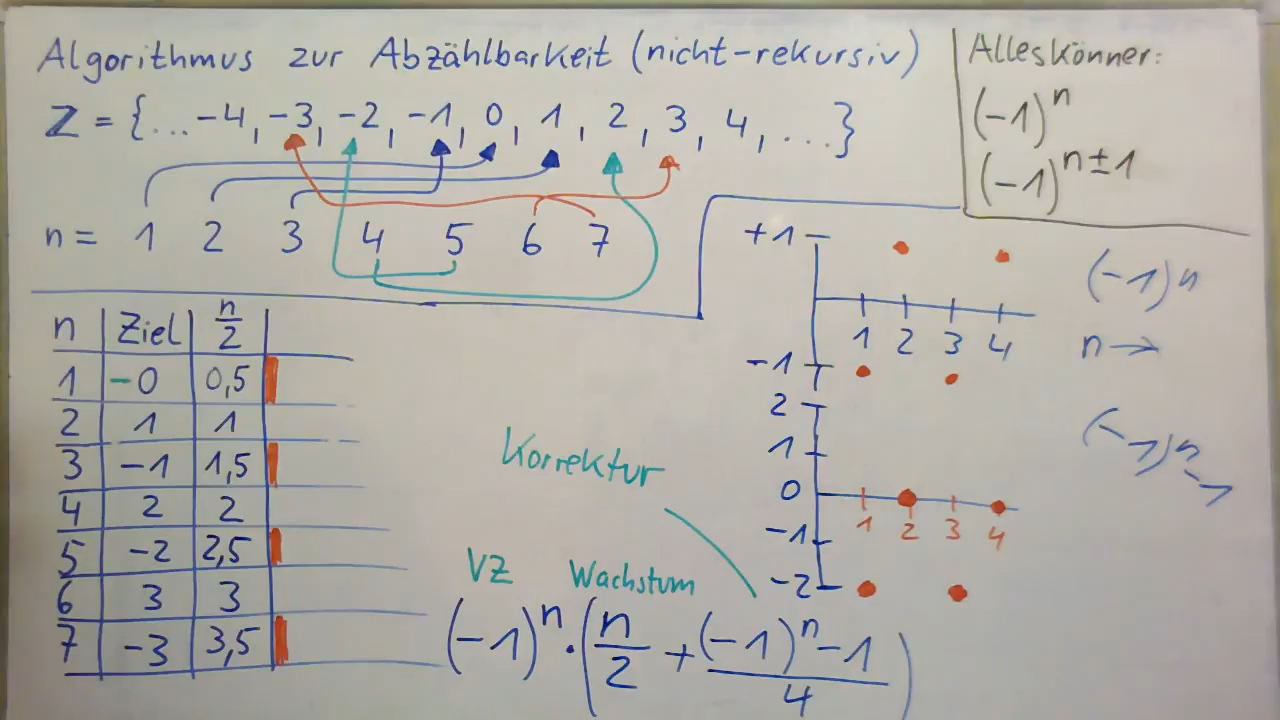 Algorithmus zur Abzählbarkeit (nicht-rekursiv)
ℤ = {...-4, -3, -2, -1, 0, 1, 2, 3, 4, ...}
n = 1 2 3 4 5 6 7
Alleskönner:
(-1)^n
(-1)^(n±1)
n Ziel n/2
1 -0 0,5
2 1 1
3 -1 1,5
4 2 2
5 -2 2,5
6 3 3
7 -3 3,5
+1
1 2 3 4
-1
(-1)^n
n →
2
1
0
1 2 3 4
-1
-2
(-1)^n -1
Korrektur
VZ Wachstum
(-1)^n · (n/2 + ((-1)^n -1)/4)